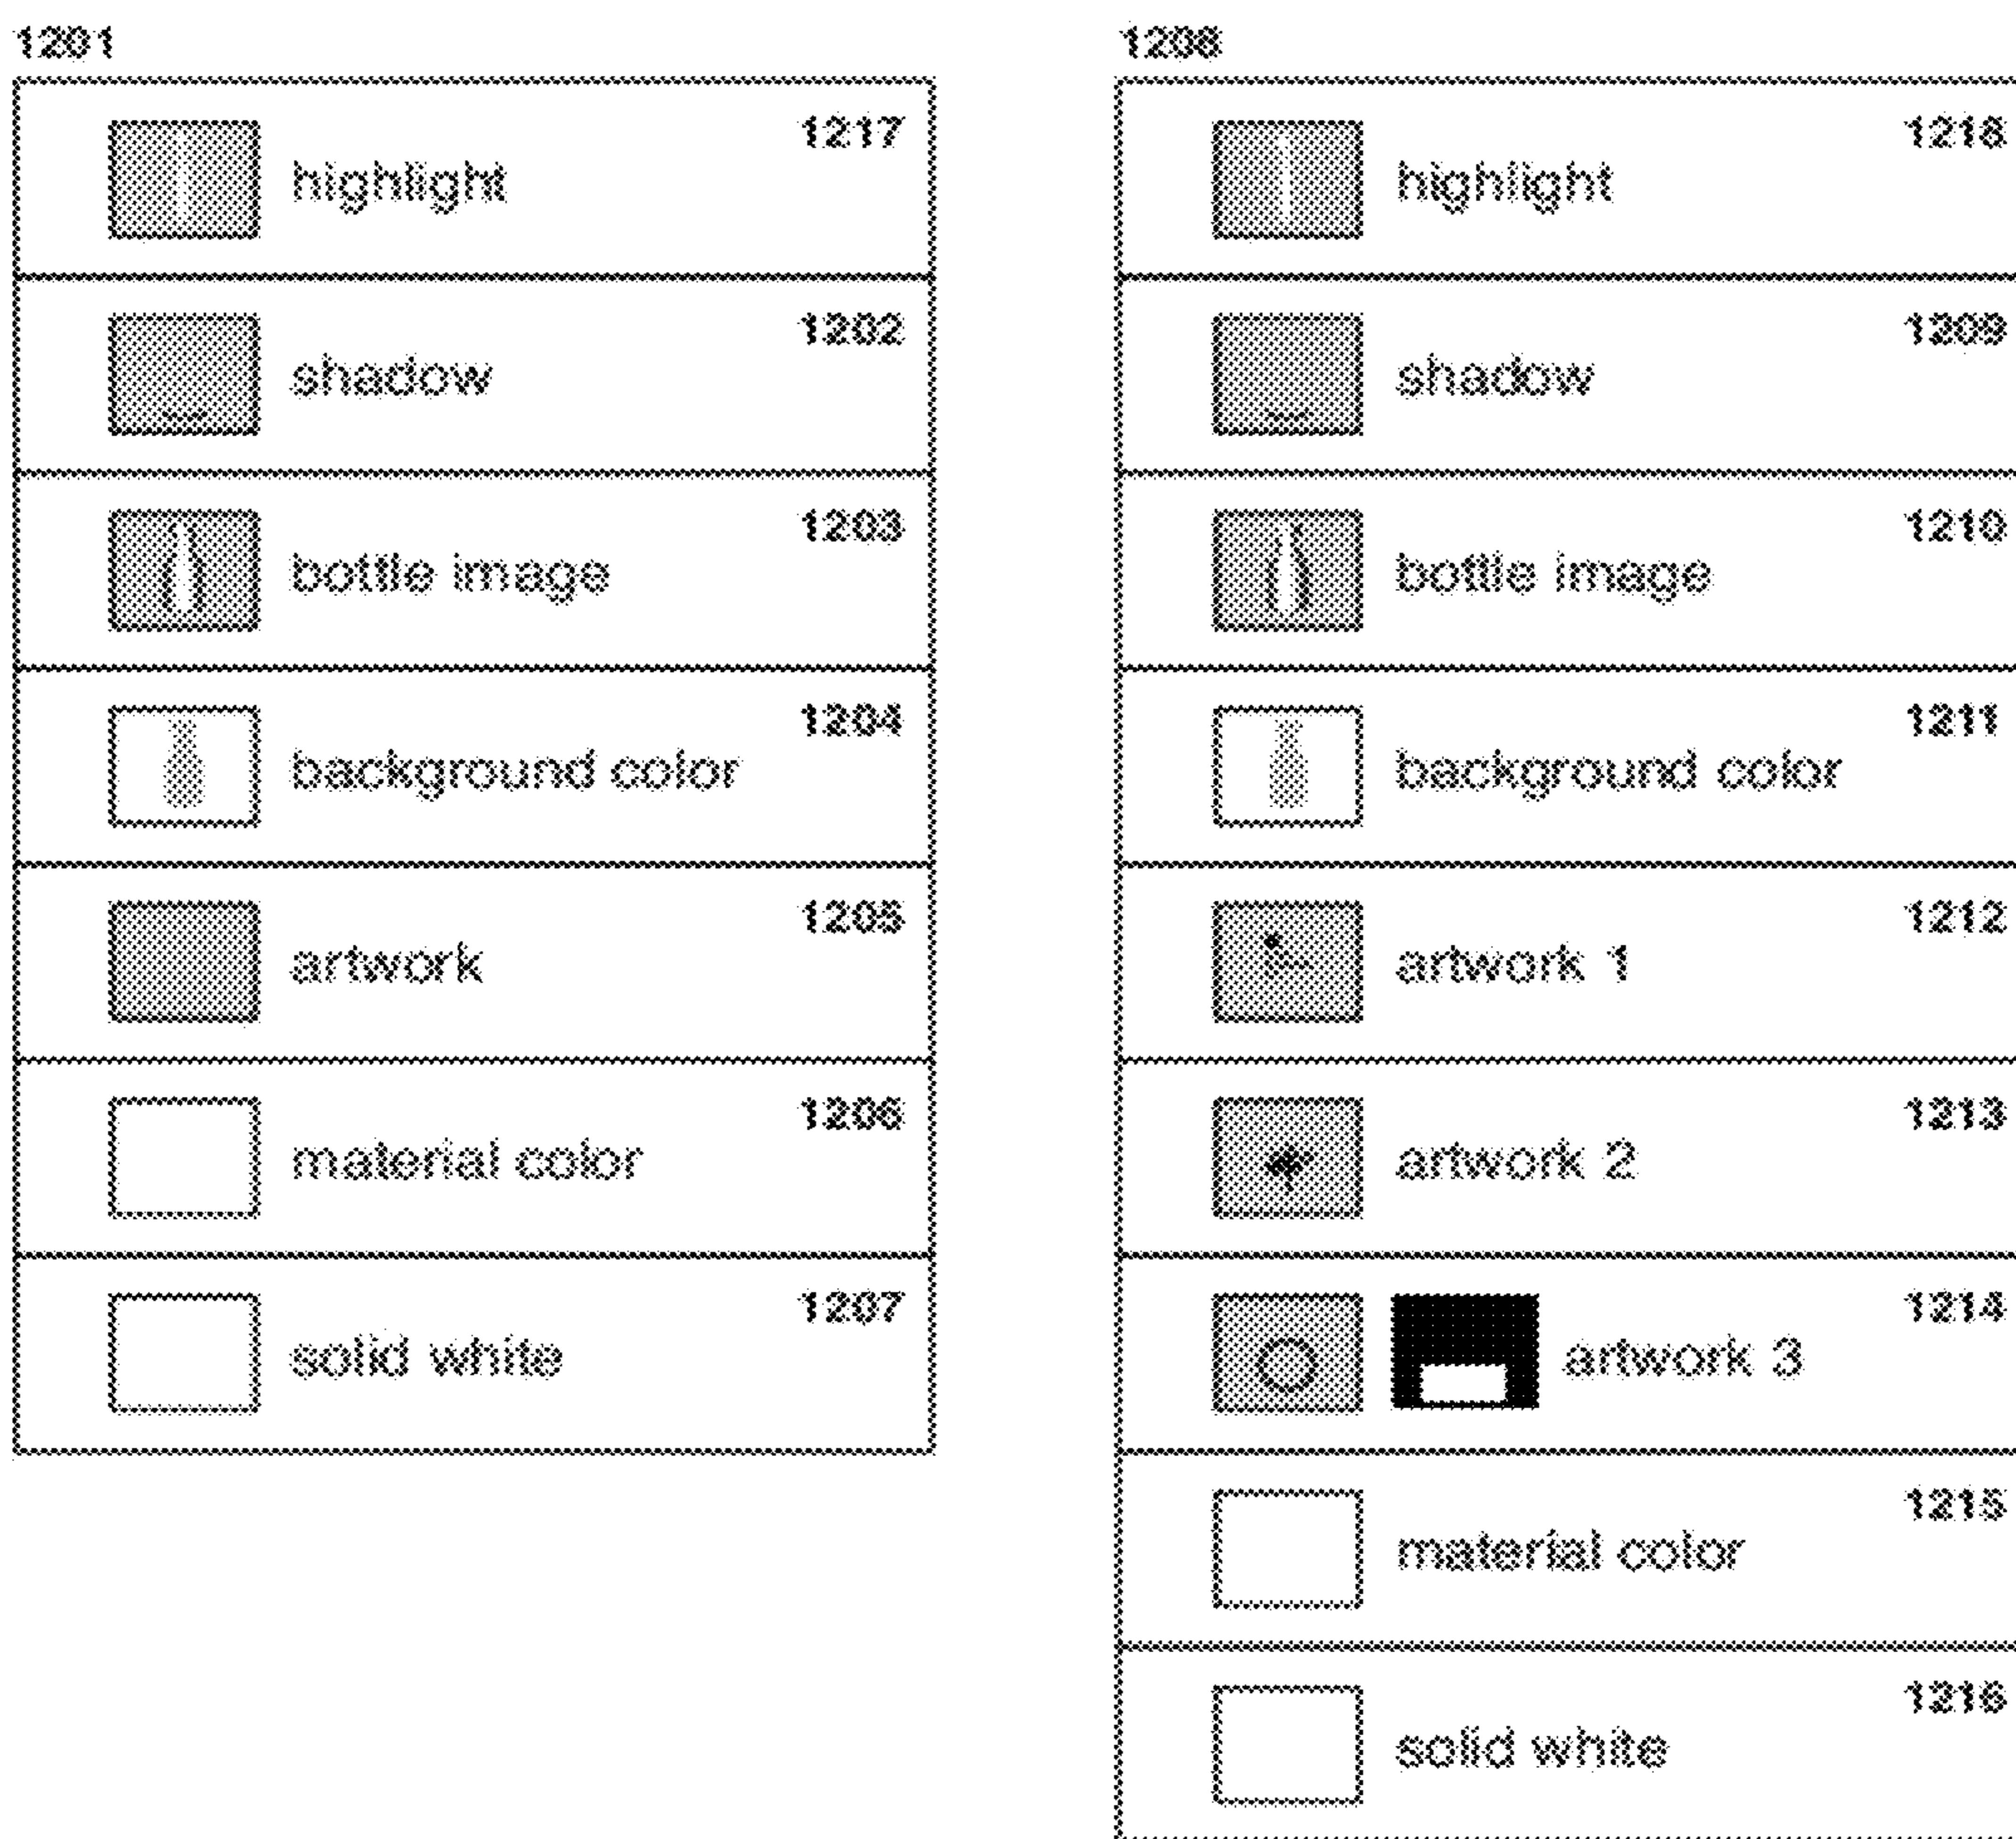 1201
1217
highlight
1202
shadow
1203
bottle image
1204
background color
1205
artwork
1206
material color
1207
solid white
1208
1218
highlight
1209
shadow
1210
bottle image
1211
background color
1212
artwork 1
1213
artwork 2
1214
artwork 3
1215
material color
1216
solid white